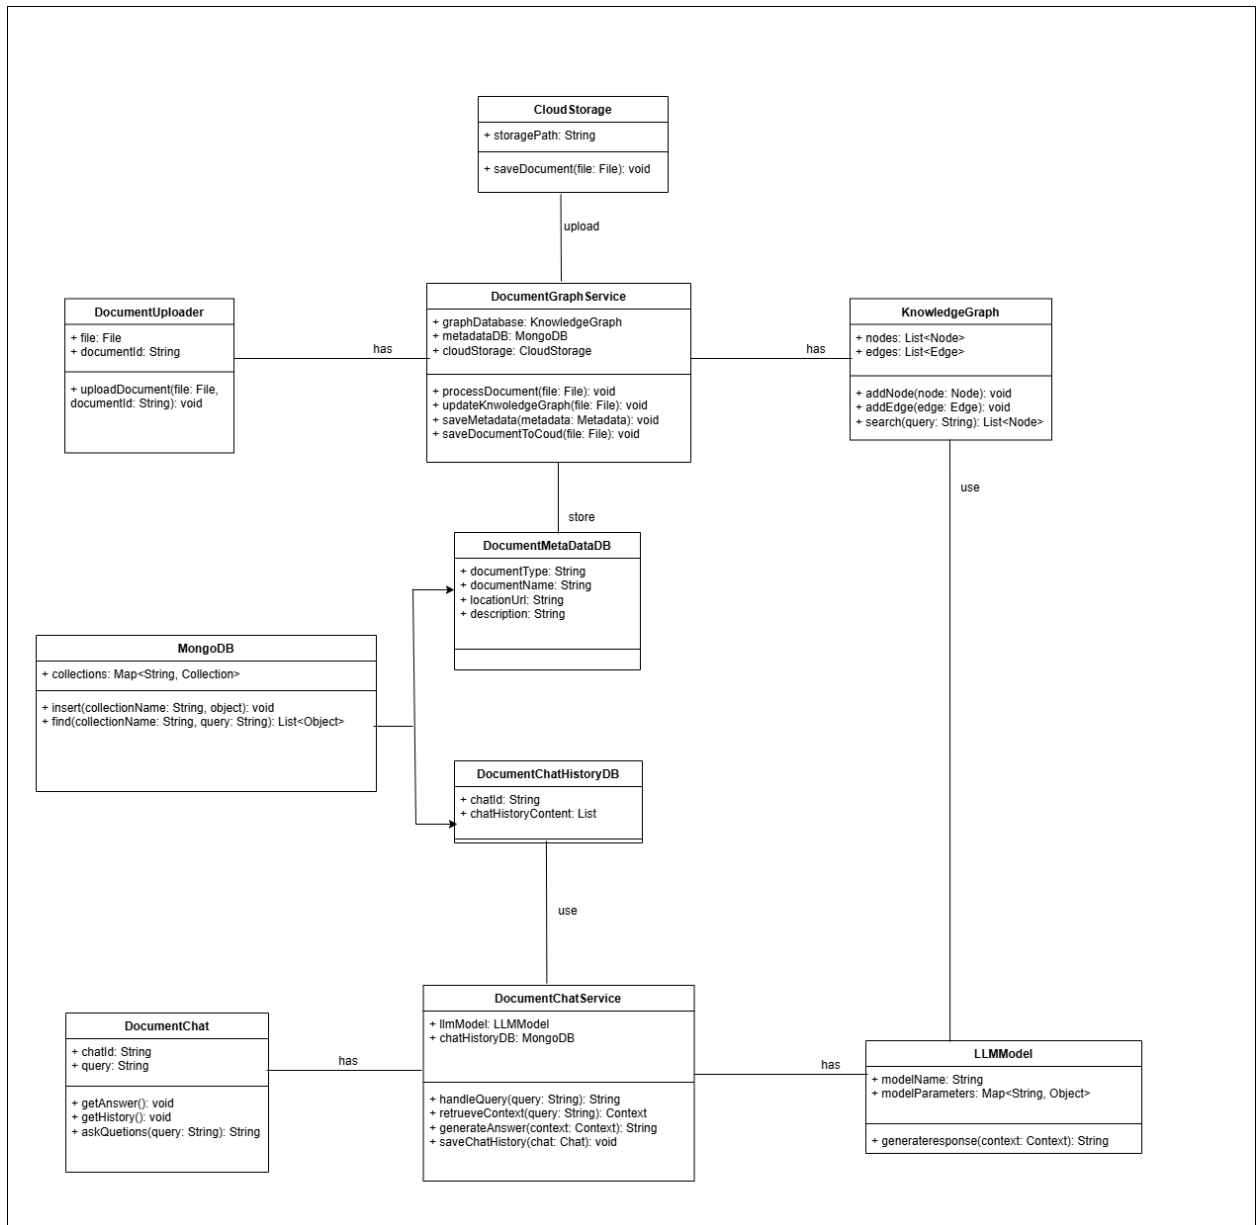 CloudStorage
+ storagePath: String
+ saveDocument(file: File): void
upload
DocumentUploader
+ file: File
+ documentId: String
+ uploadDocument(file: File,
documentId: String): void
has
DocumentGraphService
+ graphDatabase: KnowledgeGraph
+ metadataDB: MongoDB
+ cloudStorage: CloudStorage
+ processDocument(file: File): void
+ updateKnwoledgeGraph(file: File): void
+ saveMetadata(metadata: Metadata): void
+ saveDocumentToCoud(file: File): void
has
KnowledgeGraph
+ nodes: List<Node>
+ edges: List<Edge>
+ addNode(node: Node): void
+ addEdge(edge: Edge): void
+ search(query: String): List<Node>
use
store
DocumentMetaDataDB
+ documentType: String
+ documentName: String
+ locationUrl: String
+ description: String
MongoDB
+ collections: Map<String, Collection>
+ insert(collectionName: String, object): void
+ find(collectionName: String, query: String): List<Object>
DocumentChatHistoryDB
+ chatId: String
+ chatHistoryContent: List
use
DocumentChat
+ chatId: String
+ query: String
+ getAnswer(): void
+ getHistory(): void
+ askQuetions(query: String): String
has
DocumentChatService
+ llmModel: LLMModel
+ chatHistoryDB: MongoDB
+ handleQuery(query: String): String
+ retrueveContext(query: String): Context
+ generateAnswer(context: Context): String
+ saveChatHistory(chat: Chat): void
has
LLMModel
+ modelName: String
+ modelParameters: Map<String, Object>
+ generateresponse(context: Context): String